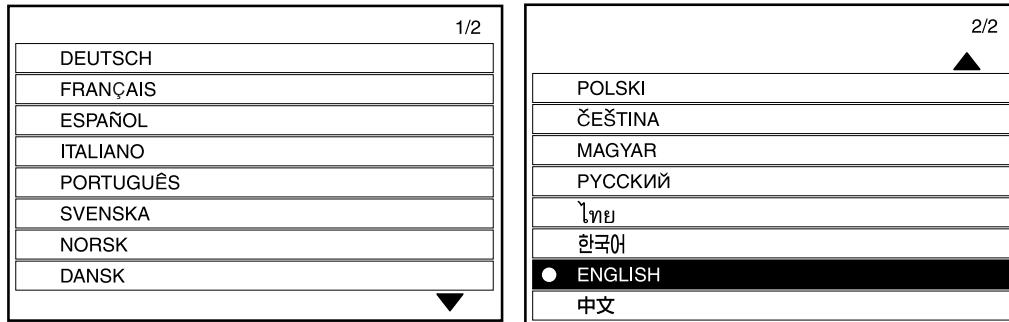 1/2
DEUTSCH
FRANÇAIS
ESPAÑOL
ITALIANO
PORTUGUÊS
SVENSKA
NORSK
DANSK
2/2
POLSKI
ČEŠTINA
MAGYAR
PYCCКИЙ
ไทย
한국어
ENGLISH
中文